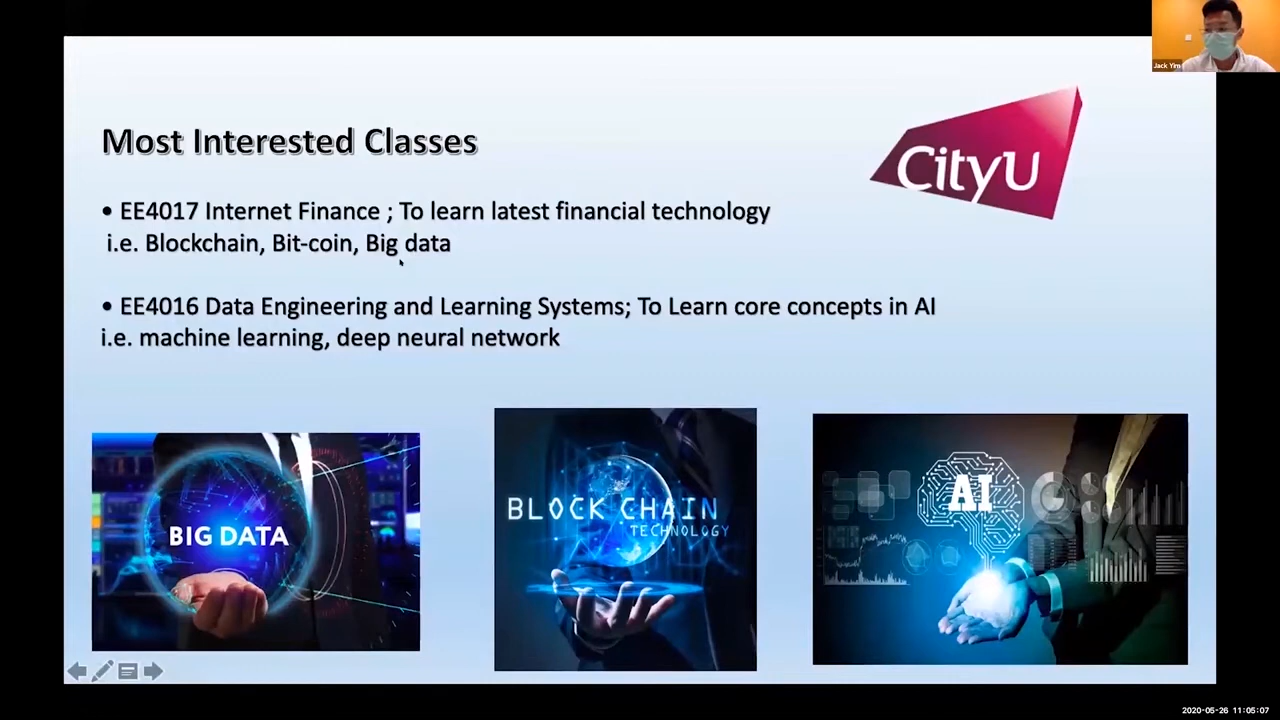 Jack Yim
Most Interested Classes
CityU
• EE4017 Internet Finance ; To learn latest financial technology
i.e. Blockchain, Bit-coin, Big data
• EE4016 Data Engineering and Learning Systems; To Learn core concepts in AI
i.e. machine learning, deep neural network
BIG DATA
BLOCK CHAIN
TECHNOLOGY
AI
2020-05-26 11:05:07